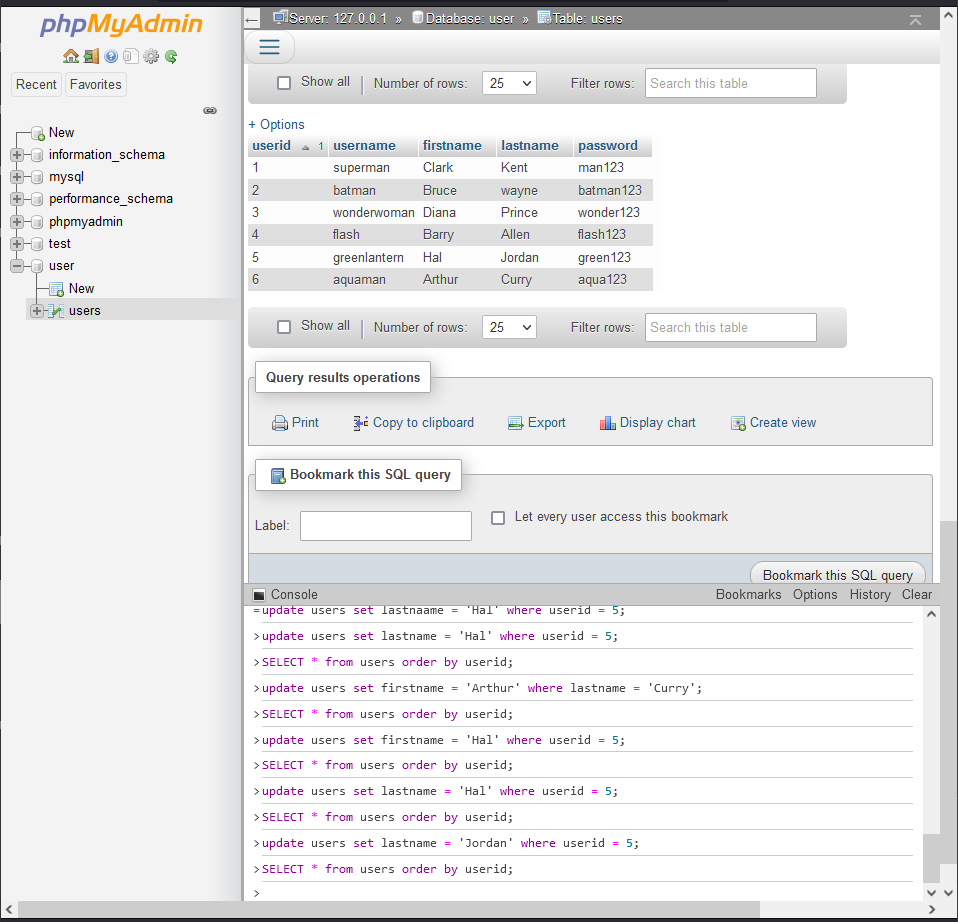 phpMyAdmin
Recent Favorites
New
information_schema
mysql
performance_schema
phpmyadmin
test
user
New
users
Server: 127.0.0.1 » Database: user » Table: users
Show all Number of rows: 25 Filter rows: Search this table
+ Options
userid 1 username firstname lastname password
1 superman Clark Kent man123
2 batman Bruce wayne batman123
3 wonderwoman Diana Prince wonder123
4 flash Barry Allen flash123
5 greenlantern Hal Jordan green123
6 aquaman Arthur Curry aqua123
Show all Number of rows: 25 Filter rows: Search this table
Query results operations
Print Copy to clipboard Export Display chart Create view
Bookmark this SQL query
Label: Let every user access this bookmark
Bookmark this SQL query
Console Bookmarks Options History Clear
=update users set lastname = 'Hal' where userid = 5;
>update users set lastname = 'Hal' where userid = 5;
>SELECT * from users order by userid;
>update users set firstname = 'Arthur' where lastname = 'Curry';
>SELECT * from users order by userid;
>update users set firstname = 'Hal' where userid = 5;
>SELECT * from users order by userid;
>update users set lastname = 'Hal' where userid = 5;
>SELECT * from users order by userid;
>update users set lastname = 'Jordan' where userid = 5;
>SELECT * from users order by userid;
>